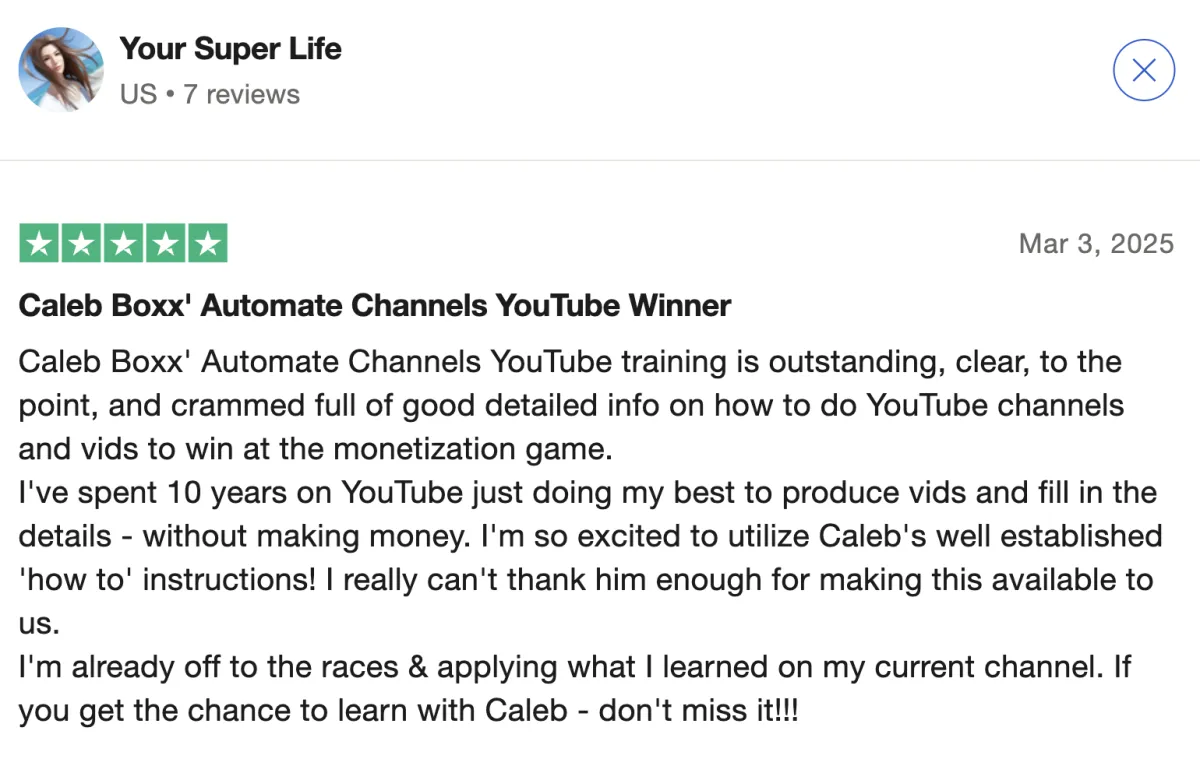 Your Super Life
US • 7 reviews
Mar 3, 2025
Caleb Boxx' Automate Channels YouTube Winner
Caleb Boxx' Automate Channels YouTube training is outstanding, clear, to the
point, and crammed full of good detailed info on how to do YouTube channels
and vids to win at the monetization game.
I've spent 10 years on YouTube just doing my best to produce vids and fill in the
details - without making money. I'm so excited to utilize Caleb's well established
'how to' instructions! I really can't thank him enough for making this available to
us.
I'm already off to the races & applying what I learned on my current channel. If
you get the chance to learn with Caleb - don't miss it!!!